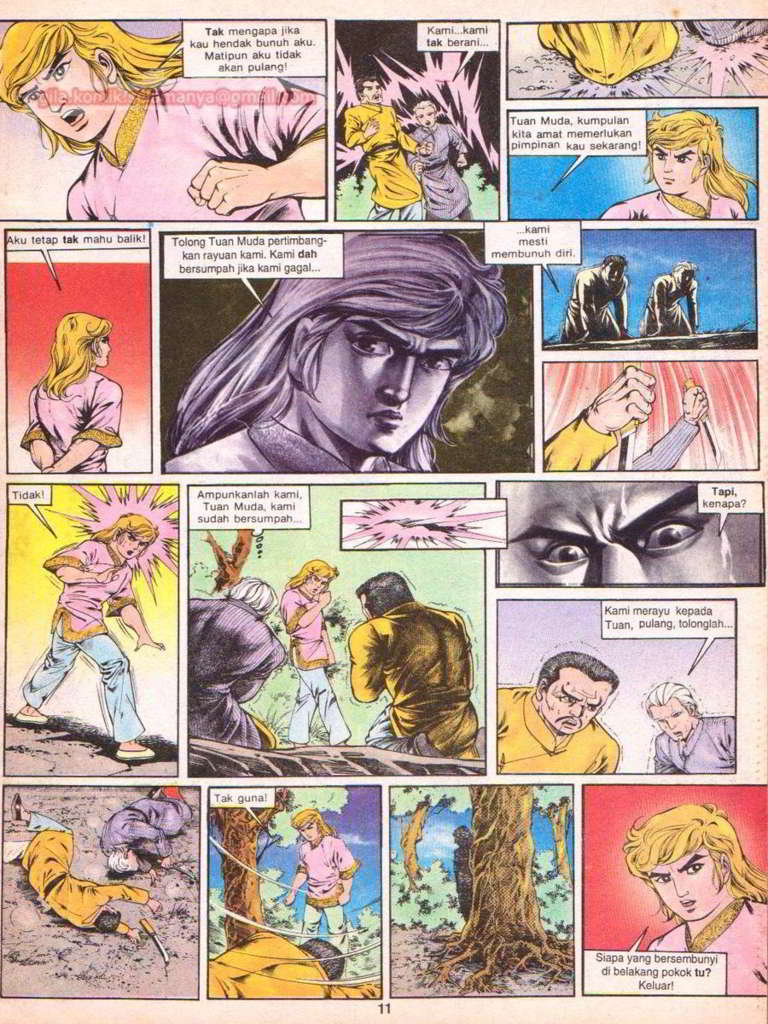 Tak mengapa jika
kau hendak bunuh aku.
Matipun aku tidak
akan pulang!
Kami...kami
tak berani...
Tuan Muda, kumpulan
kita amat memerlukan
pimpinan kau sekarang!
Aku tetap tak mahu balik!
Tolong Tuan Muda pertimbang-
kan rayuan kami. Kami dah
bersumpah jika kami gagal...
...kami
mesti
membunuh diri.
Tidak!
Ampunkanlah kami,
Tuan Muda, kami
sudah bersumpah...
Tapi,
kenapa?
Kami merayu kepada
Tuan, pulang, tolonglah...
Tak guna!
Siapa yang bersembunyi
di belakang pokok tu?
Keluar!
11